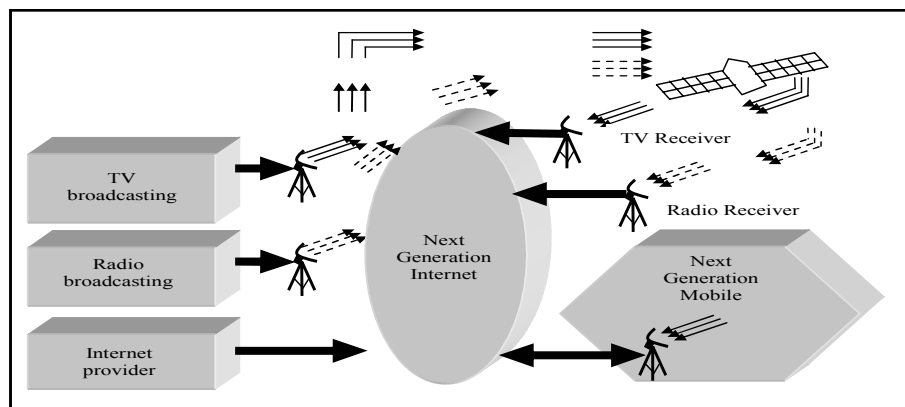 TV
broadcasting
Radio
broadcasting
Internet
provider
Next
Generation
Internet
TV Receiver
Radio Receiver
Next
Generation
Mobile